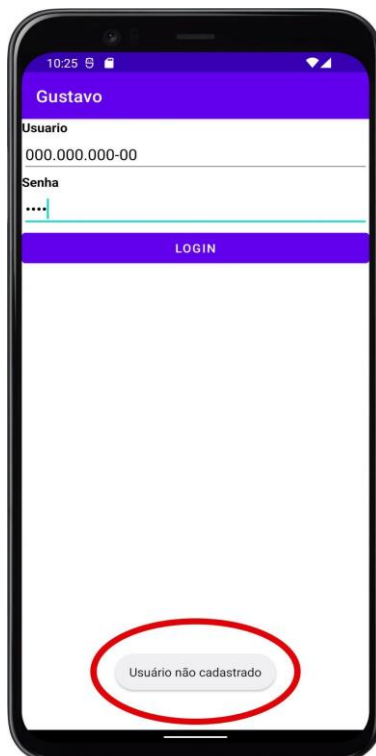 10:25
Gustavo
Usuario
000.000.000-00
Senha
••••
LOGIN
Usuário não cadastrado